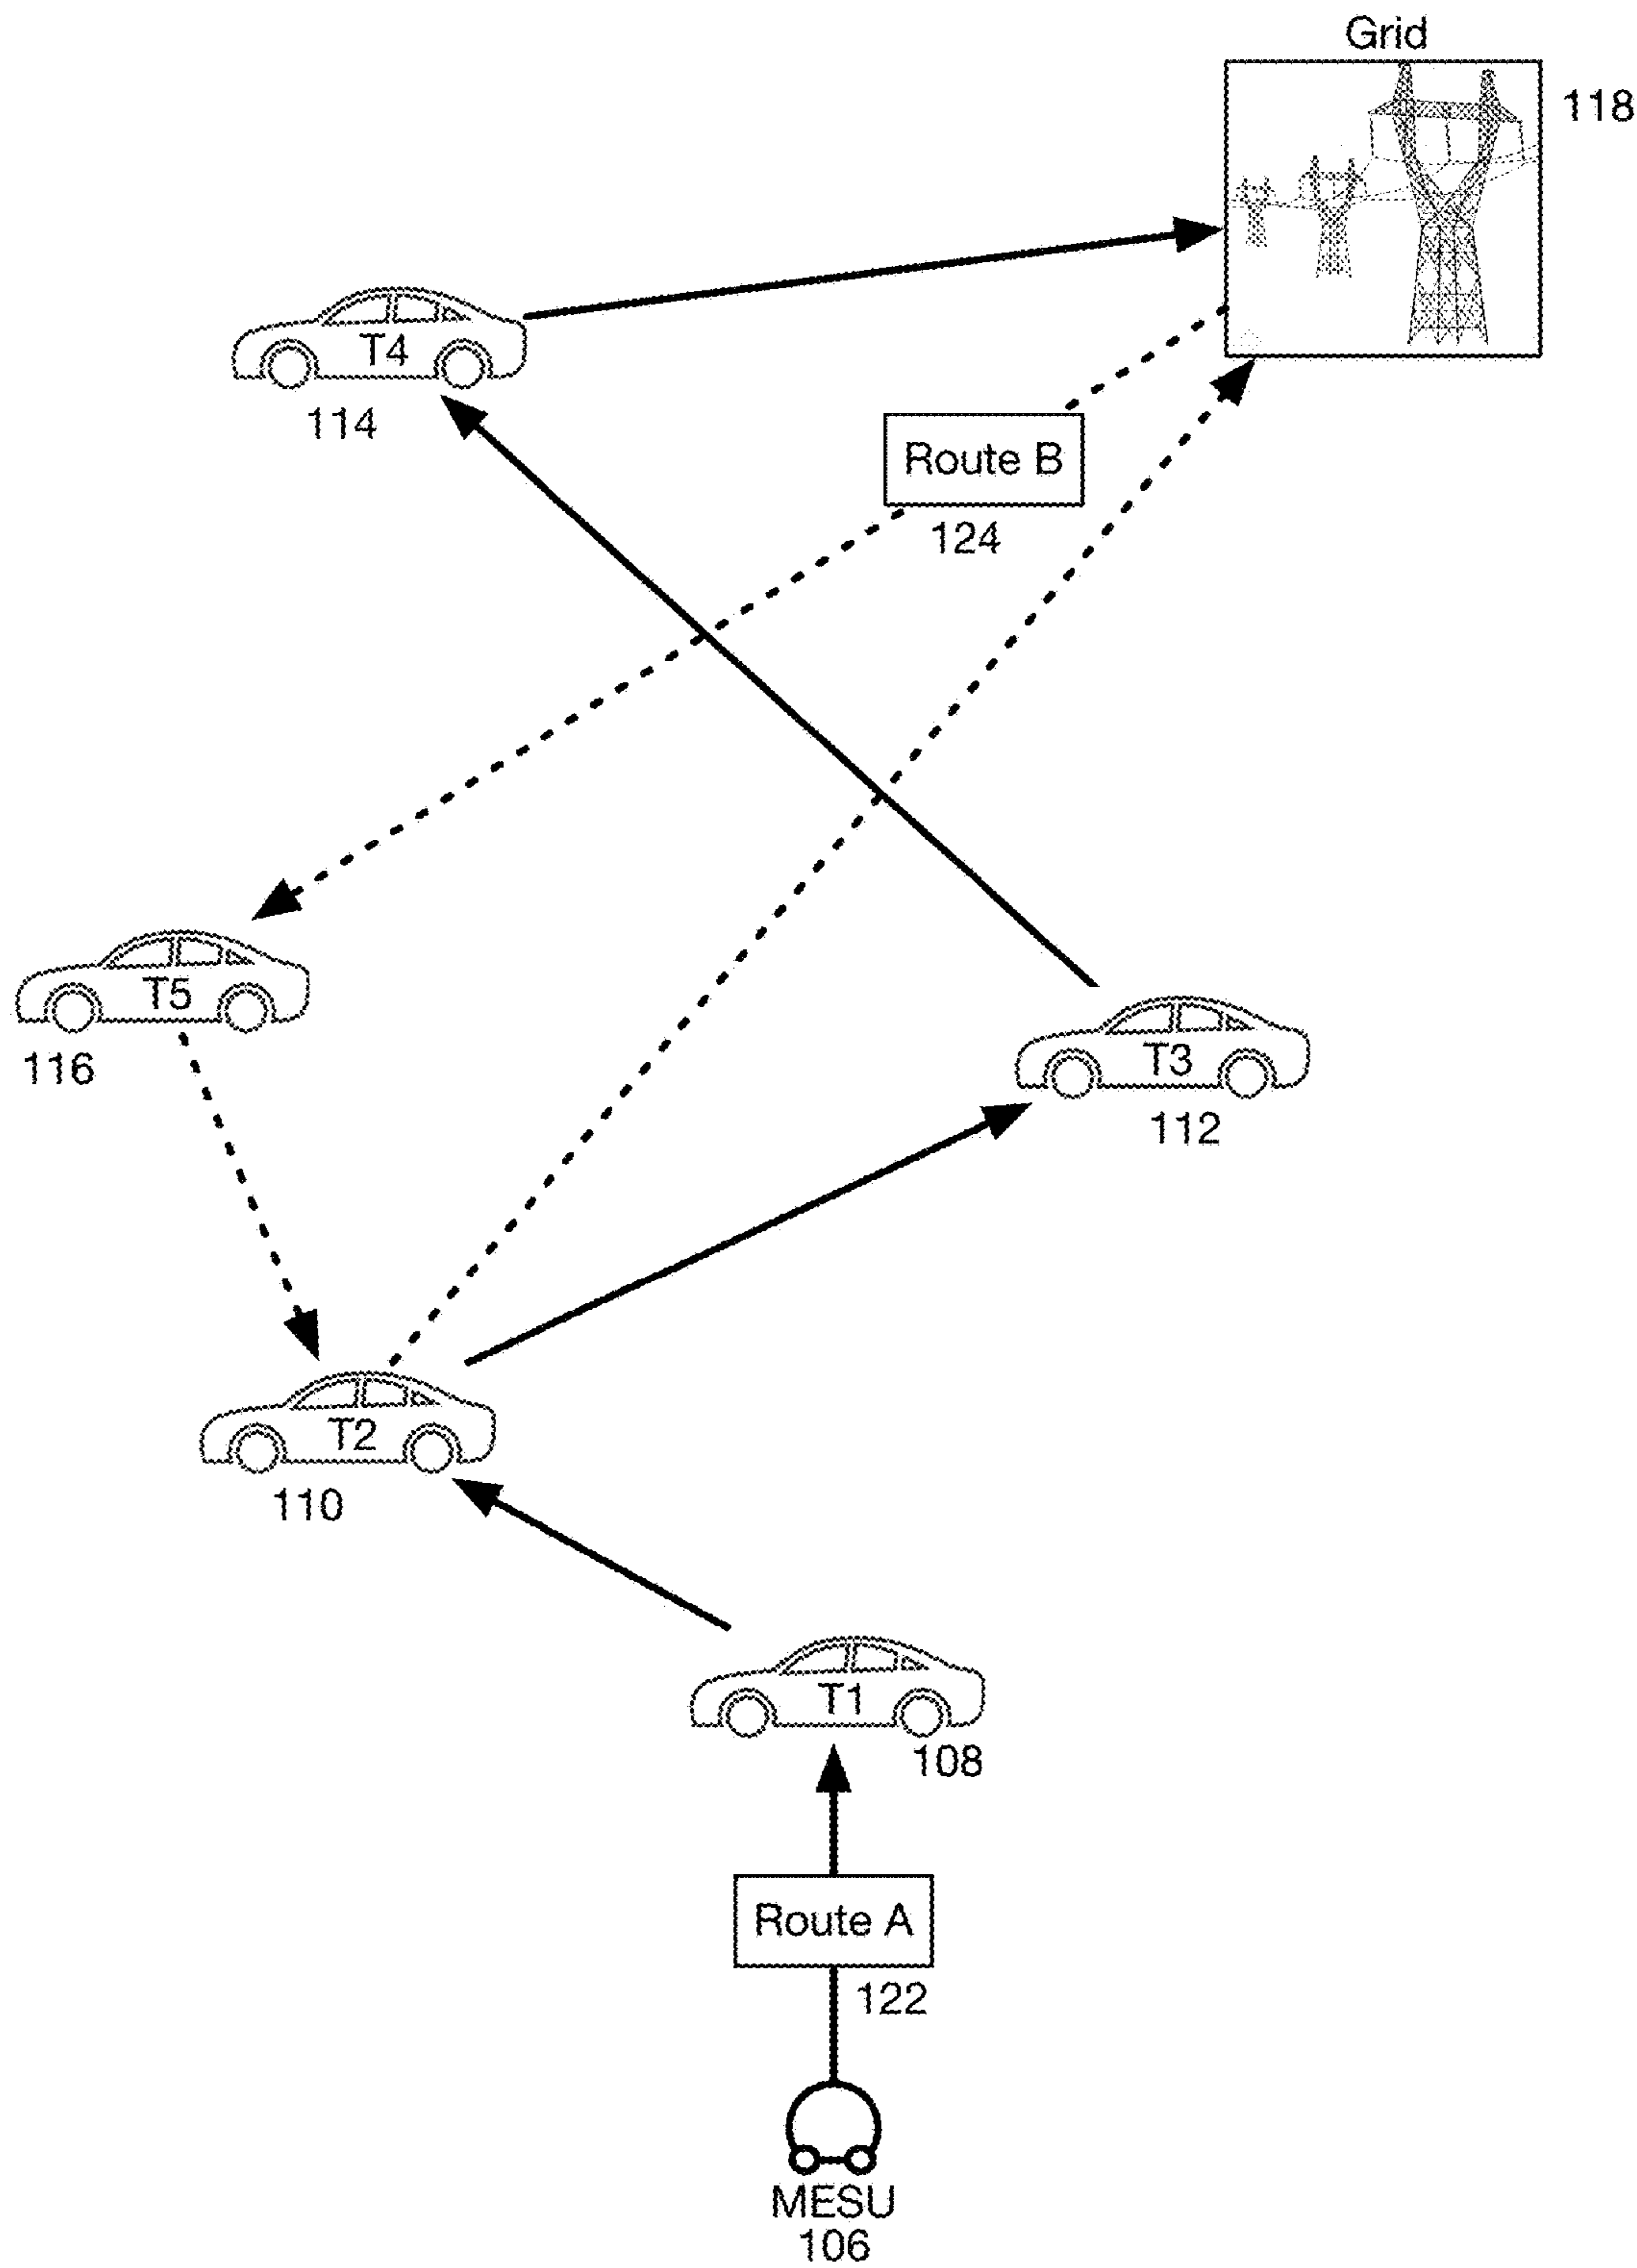 Grid
118
T4
114
Route B
124
T5
116
T3
112
T2
110
T1
108
Route A
122
MESU
106